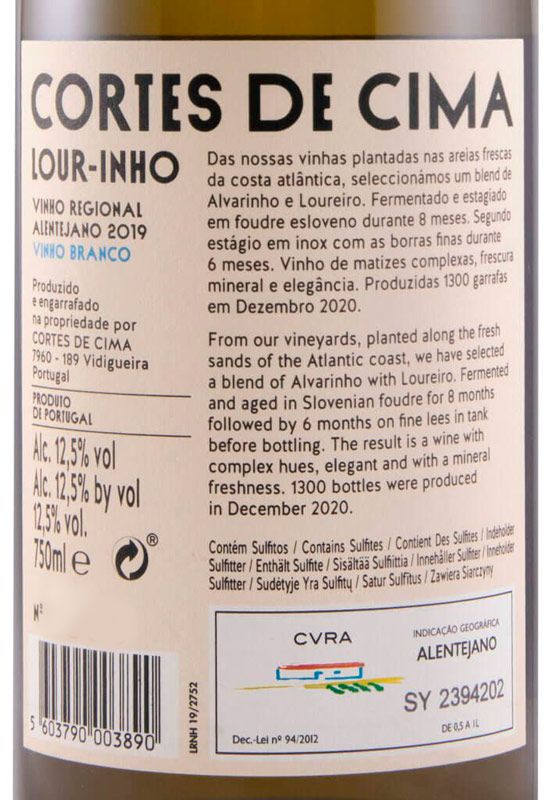 CORTES DE CIMA
LOUR-INHO
VINHO REGIONAL
ALENTEJANO 2019
VINHO BRANCO
Produzido
e engarrafado
na propriedade por
CORTES DE CIMA
7960 - 189 Vidigueira
Portugal
PRODUTO
DE PORTUGAL
Alc. 12,5% vol
Alc. 12,5% by vol
12,5% vol.
750ml e
®
Nº
5 603790 003890
LRNH 19/2752
Das nossas vinhas plantadas nas areias frescas
da costa atlântica, seleccionámos um blend de
Alvarinho e Loureiro. Fermentado e estagiado
em foudre esloveno durante 8 meses. Segundo
estágio em inox com as borras finas durante
6 meses. Vinho de matizes complexas, frescura
mineral e elegância. Produzidas 1300 garrafas
em Dezembro 2020.
From our vineyards, planted along the fresh
sands of the Atlantic coast, we have selected
a blend of Alvarinho with Loureiro. Fermented
and aged in Slovenian foudre for 8 months
followed by 6 months on fine lees in tank
before bottling. The result is a wine with
complex hues, elegant and with a mineral
freshness. 1300 bottles were produced
in December 2020.
Contém Sulfitos / Contains Sulfites / Contient Des Sulfites / Indeholder
Sulfitter / Enthält Sulfite / Sisältää Sulfiittia / Innehåller Sulfiter / Inneholder
Sulfitter / Sudėtyje Yra Sulfitų / Satur Sulfītus / Zawiera Siarczyny
CVRA
INDICAÇÃO GEOGRÁFICA
ALENTEJANO
SY 2394202
Dec.-Lei nº 94/2012
DE 0,5 A 1L